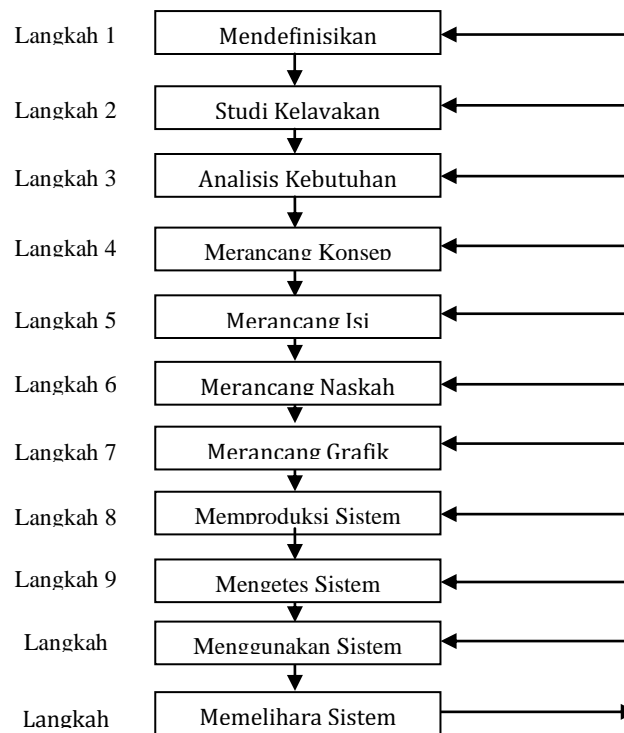 Langkah 1 Mendefinisikan
Langkah 2 Studi Kelayakan
Langkah 3 Analisis Kebutuhan
Langkah 4 Merancang Konsep
Langkah 5 Merancang Isi
Langkah 6 Merancang Naskah
Langkah 7 Merancang Grafik
Langkah 8 Memproduksi Sistem
Langkah 9 Mengetes Sistem
Langkah Menggunakan Sistem
Langkah Memelihara Sistem